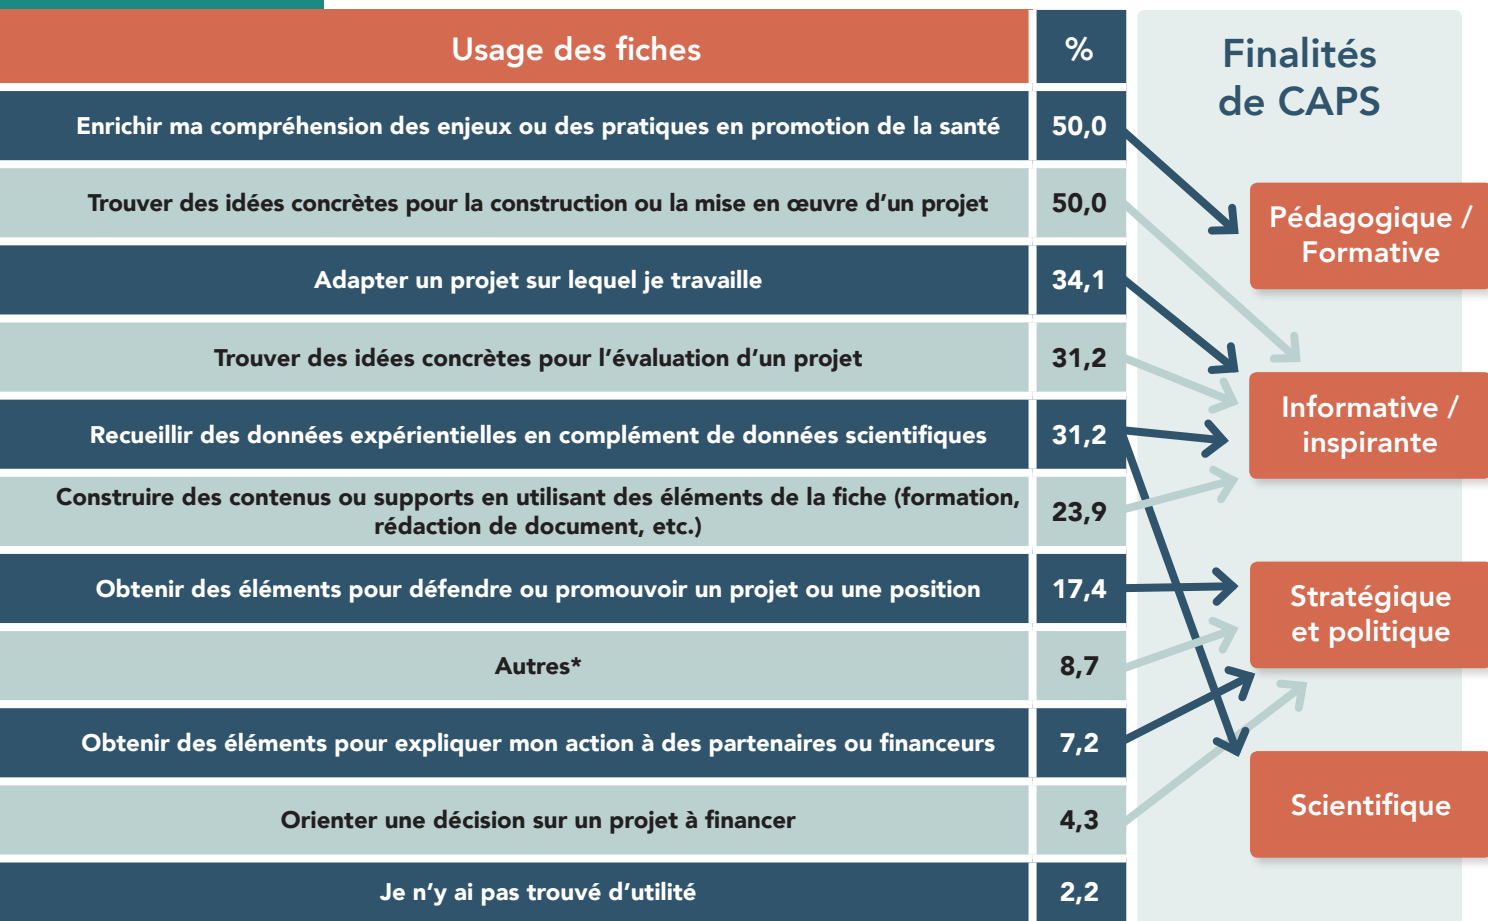 Usage des fiches
%
Finalités
de CAPS
Enrichir ma compréhension des enjeux ou des pratiques en promotion de la santé
50,0
Trouver des idées concrètes pour la construction ou la mise en œuvre d’un projet
50,0
Adapter un projet sur lequel je travaille
34,1
Trouver des idées concrètes pour l’évaluation d’un projet
31,2
Recueillir des données expérientielles en complément de données scientifiques
31,2
Construire des contenus ou supports en utilisant des éléments de la fiche (formation,
rédaction de document, etc.)
23,9
Obtenir des éléments pour défendre ou promouvoir un projet ou une position
17,4
Autres*
8,7
Obtenir des éléments pour expliquer mon action à des partenaires ou financeurs
7,2
Orienter une décision sur un projet à financer
4,3
Je n’y ai pas trouvé d’utilité
2,2
Pédagogique /
Formative
Informative /
inspirante
Stratégique
et politique
Scientifique